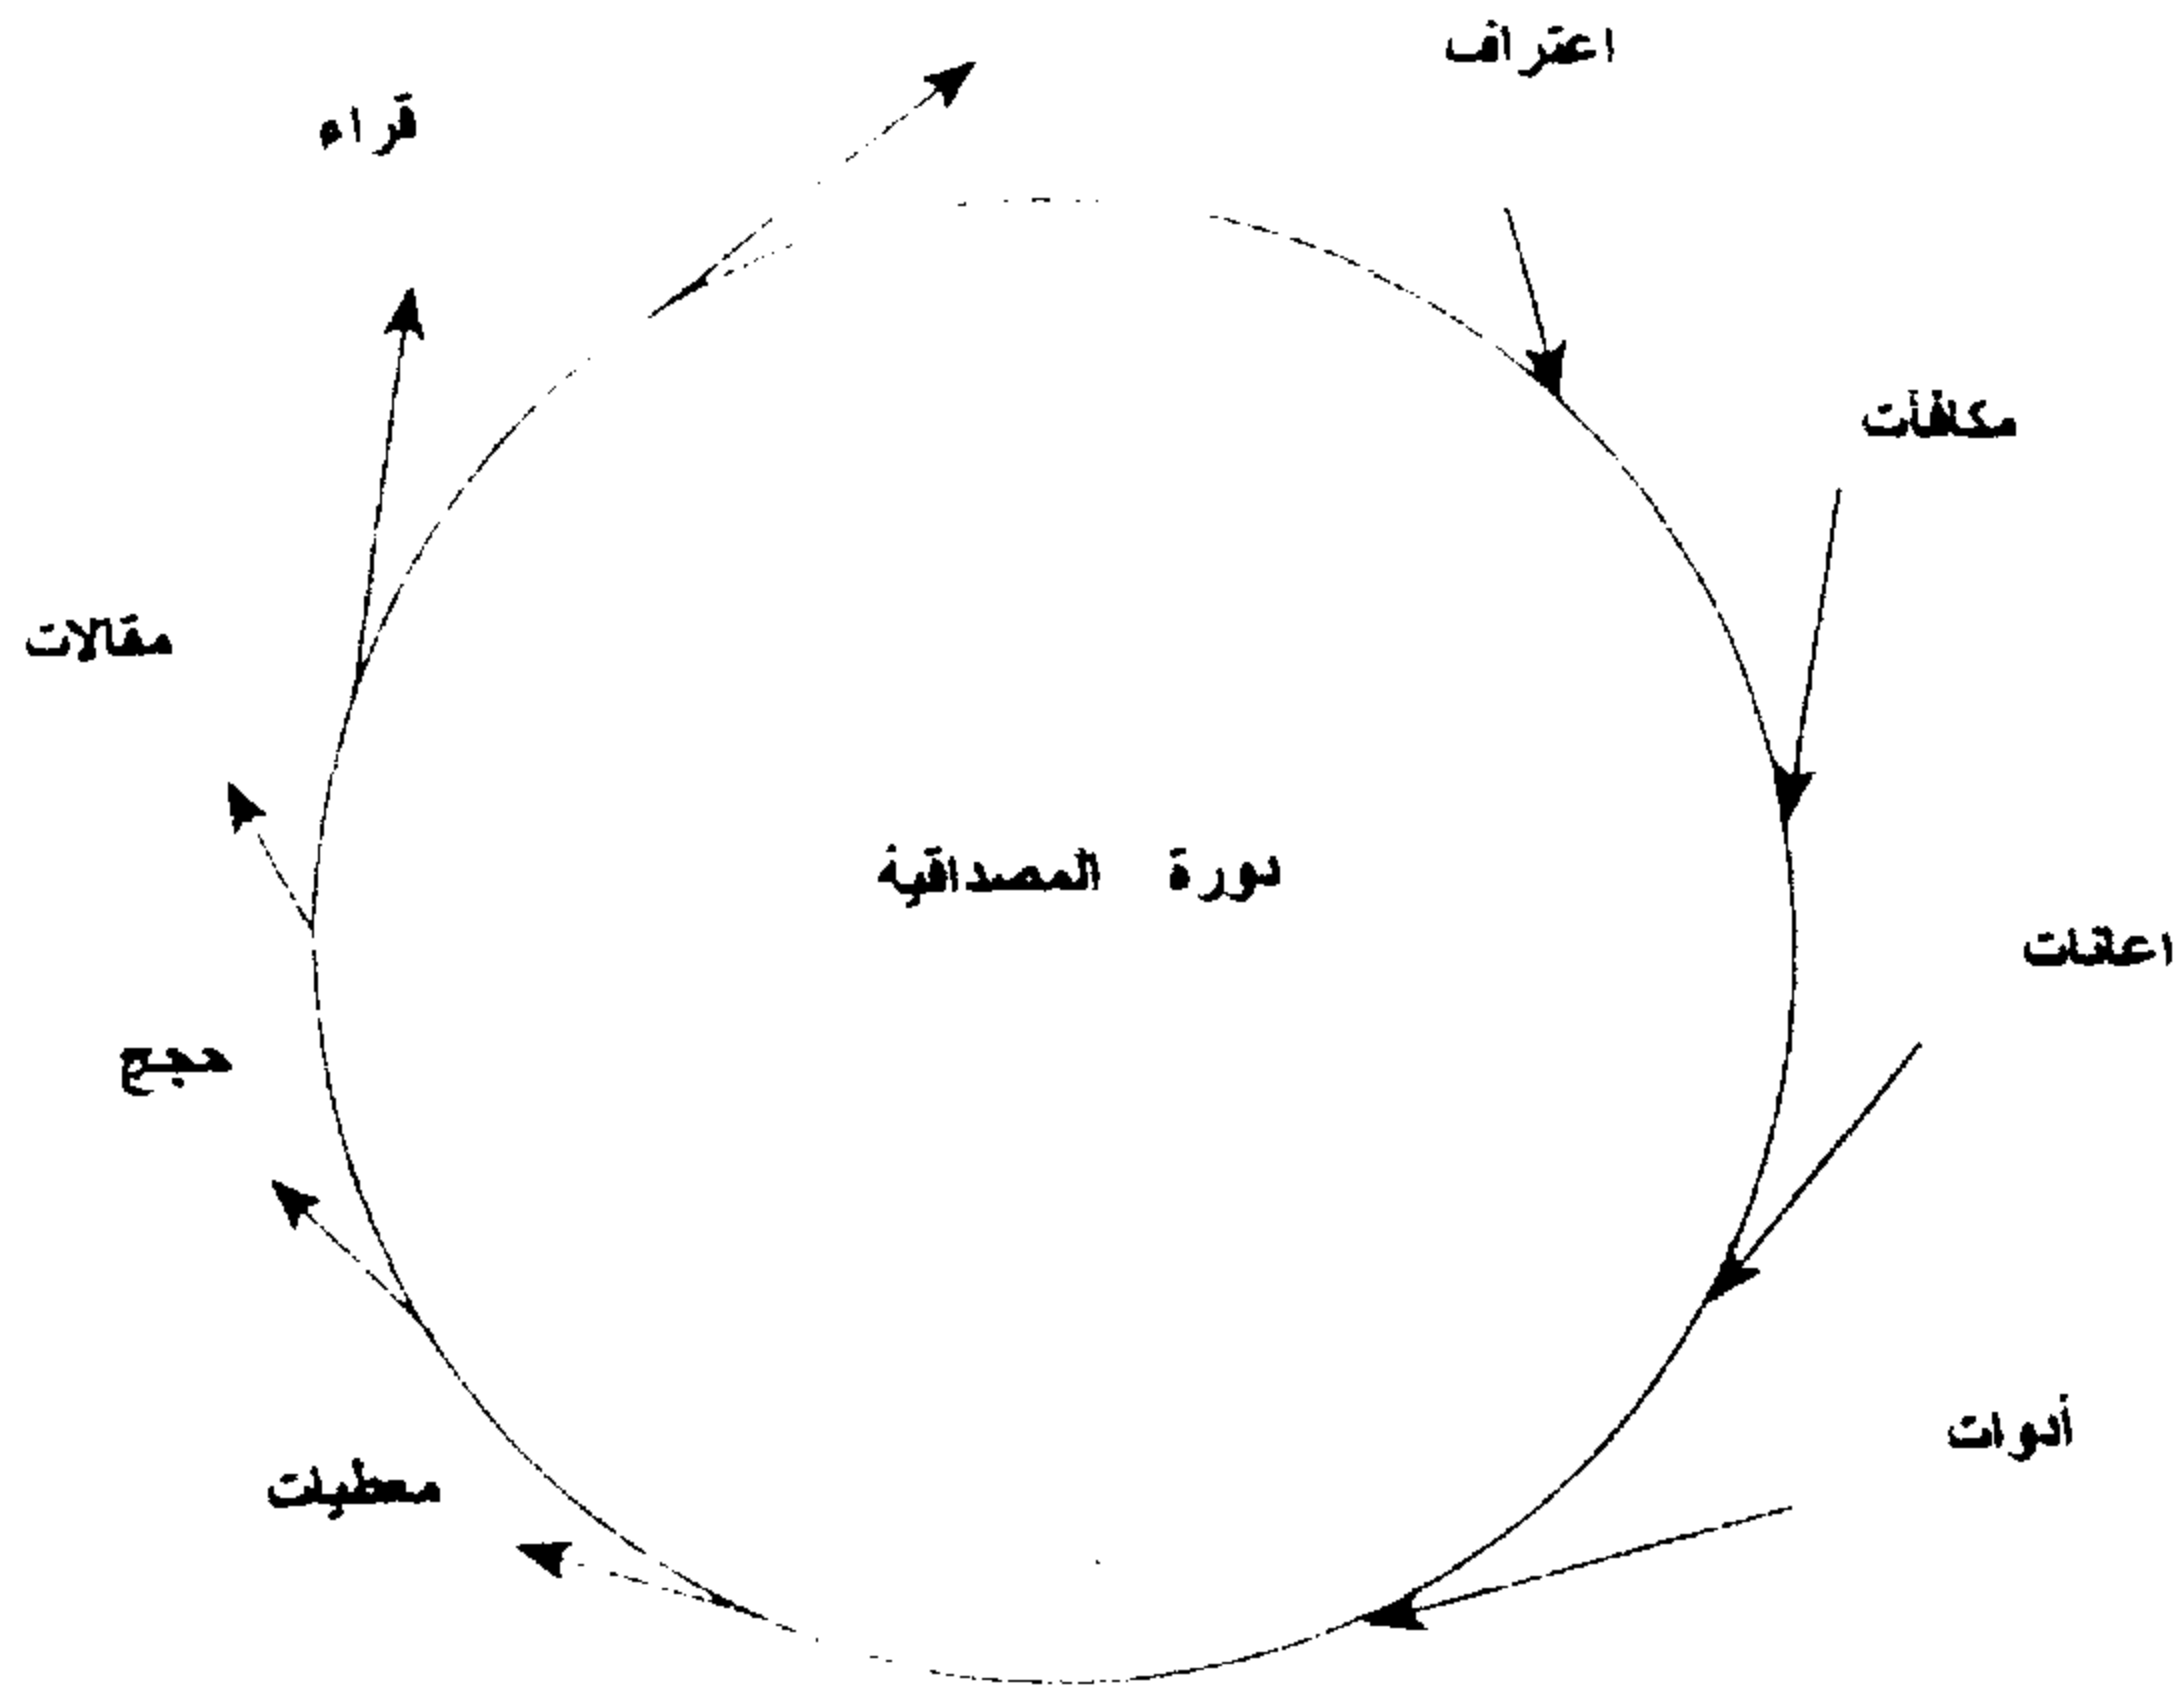 اعتراف
قراء
مكافآت
مقالات
دورة المصداقية
اعانات
حجج
أدوات
معطيات